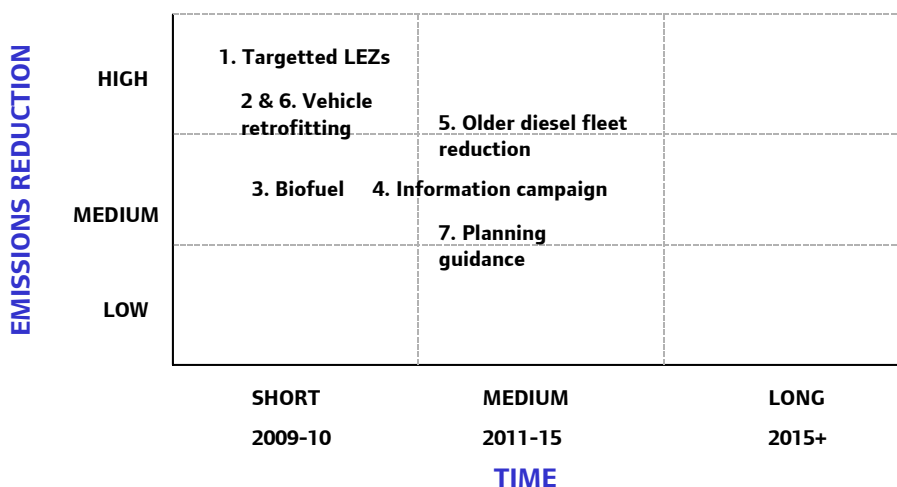 EMISSIONS REDUCTION
HIGH
1. Targetted LEZs
2 & 6. Vehicle
retrofitting
5. Older diesel fleet
reduction
MEDIUM
3. Biofuel
4. Information campaign
7. Planning
guidance
LOW
SHORT
MEDIUM
LONG
2009-10
2011-15
2015+
TIME